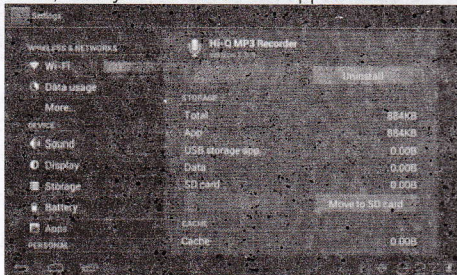 Settings
WIRELESS & NETWORKS
Wi-Fi
Data usage
More...
DEVICE
Sound
Display
Storage
Battery
Apps
PERSONAL
Hi-Q MP3 Recorder
Uninstall
STORAGE
Total 884KB
App 884KB
USB storage app 0.00B
Data 0.00B
SD card 0.00B
Move to SD card
CACHE
Cache 0.00B